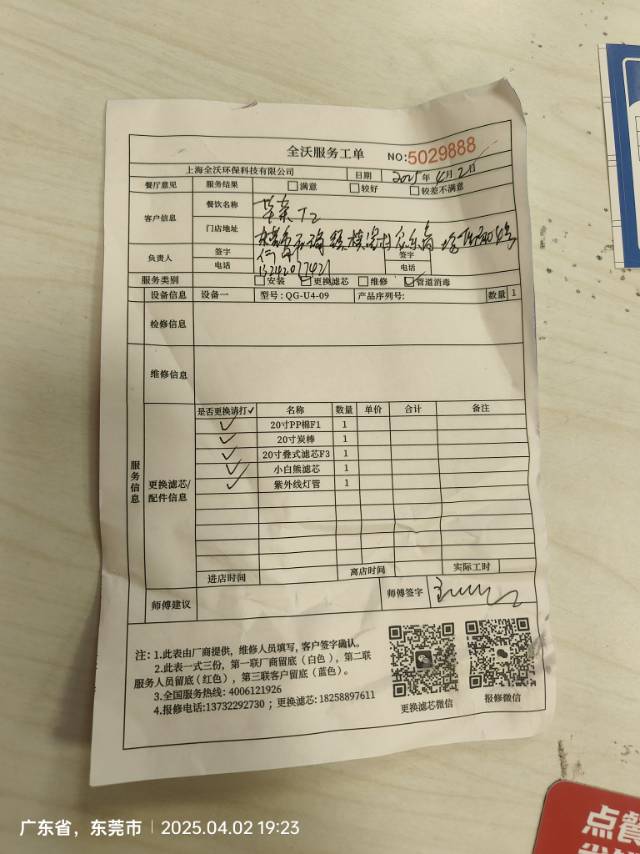 全沃服务工单 NO:5029888
上海全沃环保科技有限公司 日期 2025年4月2日
餐厅意见 服务结果 □满意 □较好 □较差不满意
客户信息 餐饮名称
门店地址
负责人 签字 签字
电话 电话
服务类别 □安装 □更换滤芯 □维修 □管道消毒
设备信息 设备一 型号:QG-U4-09 产品序列号: 数量 1
检修信息
维修信息
服务信息
更换滤芯/配件信息
是否更换请打✓ 名称 数量 单价 合计 备注
✓ 20寸PP棉F1 1
✓ 20寸炭棒 1
✓ 20寸叠式滤芯F3 1
✓ 小白熊滤芯 1
✓ 紫外线灯管 1
进店时间 离店时间 实际工时
师傅建议 师傅签字
注:1.此表由厂商提供,维修人员填写,客户签字确认。
2.此表一式三份,第一联厂商留底(白色),第二联
服务人员留底(红色),第三联客户留底(蓝色)。
3.全国服务热线:4006121926
4.报修电话:13732292730;更换滤芯:18258897611
更换滤芯微信 报修微信
点餐
广东省,东莞市 2025.04.02 19:23